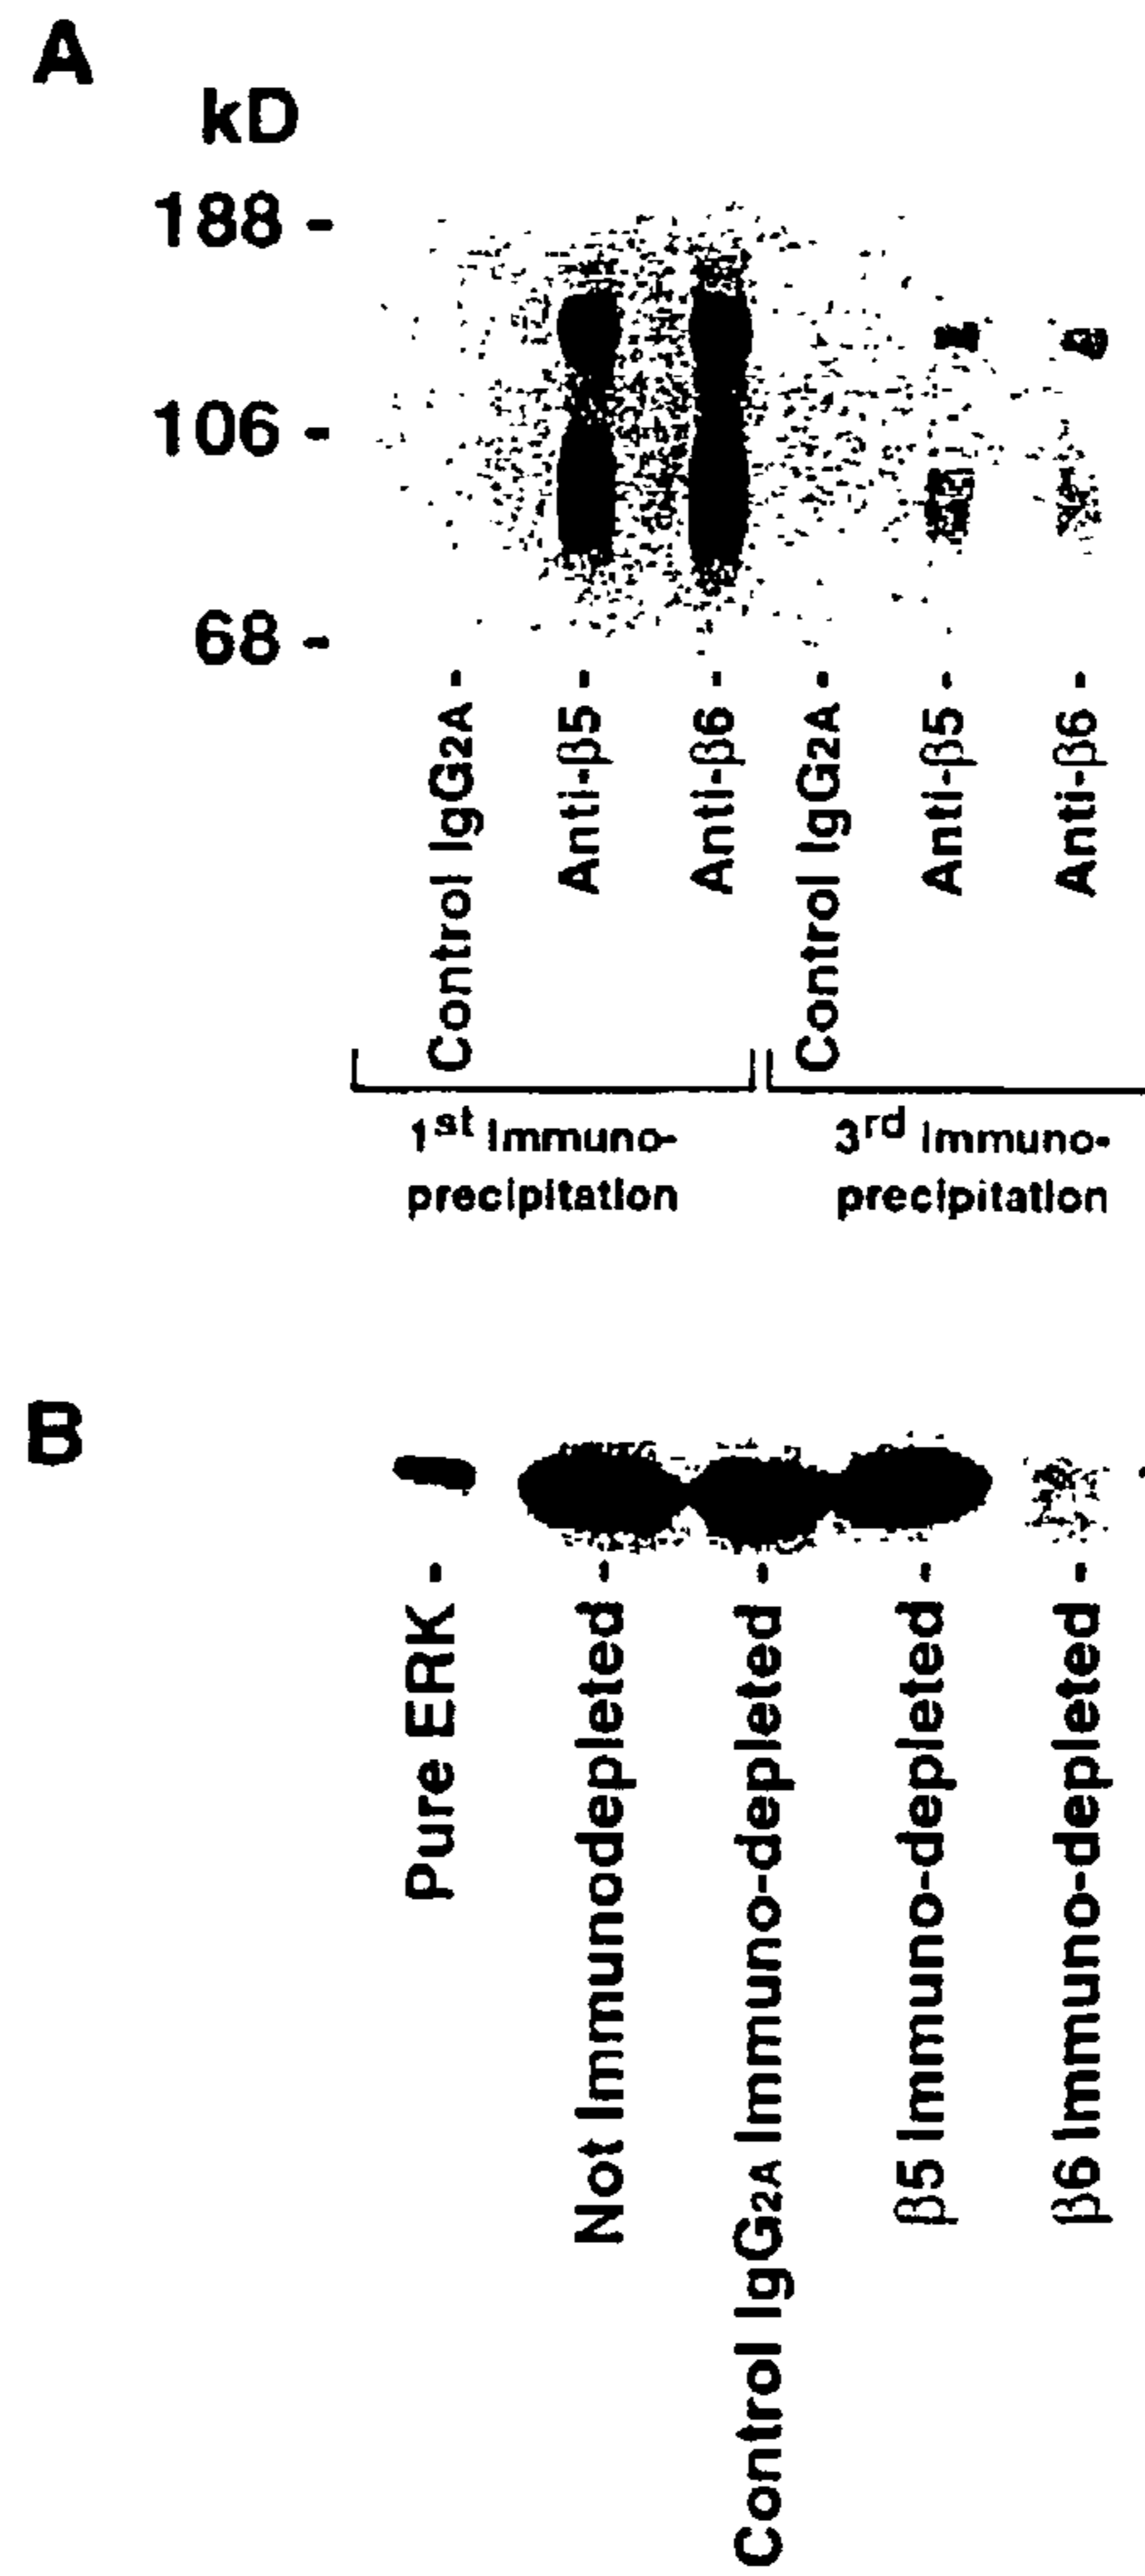 A
kD
188 -
106 -
68 -
Control IgG2A -
Anti-β5 -
Anti-β6 -
Control IgG2A -
Anti-β5 -
Anti-β6 -
1st Immuno-
precipitation
3rd Immuno-
precipitation
B
Pure ERK -
Not Immunodepleted -
Control IgG2A Immuno-depleted -
β5 Immuno-depleted -
β6 Immuno-depleted -